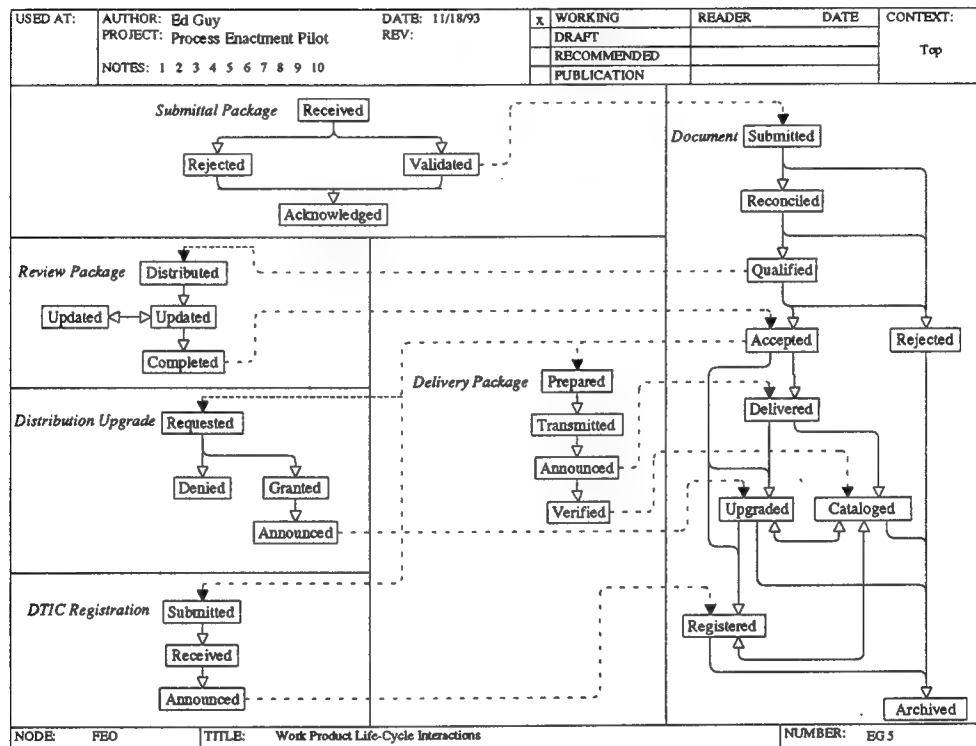 USED AT:
AUTHOR: Ed Guy
DATE: 11/18/93
PROJECT: Process Enactment Pilot
REV:
NOTES: 1 2 3 4 5 6 7 8 9 10
x WORKING
DRAFT
RECOMMENDED
PUBLICATION
READER DATE
CONTEXT:
Top
Submittal Package
Received
Rejected
Validated
Acknowledged
Review Package
Distributed
Updated
Updated
Completed
Distribution Upgrade
Requested
Denied
Granted
Announced
DTIC Registration
Submitted
Received
Announced
Delivery Package
Prepared
Transmitted
Announced
Verified
Document
Submitted
Reconciled
Qualified
Accepted
Rejected
Delivered
Upgraded
Cataloged
Registered
Archived
NODE: FEO
TITLE: Work Product Life-Cycle Interactions
NUMBER: EG 5